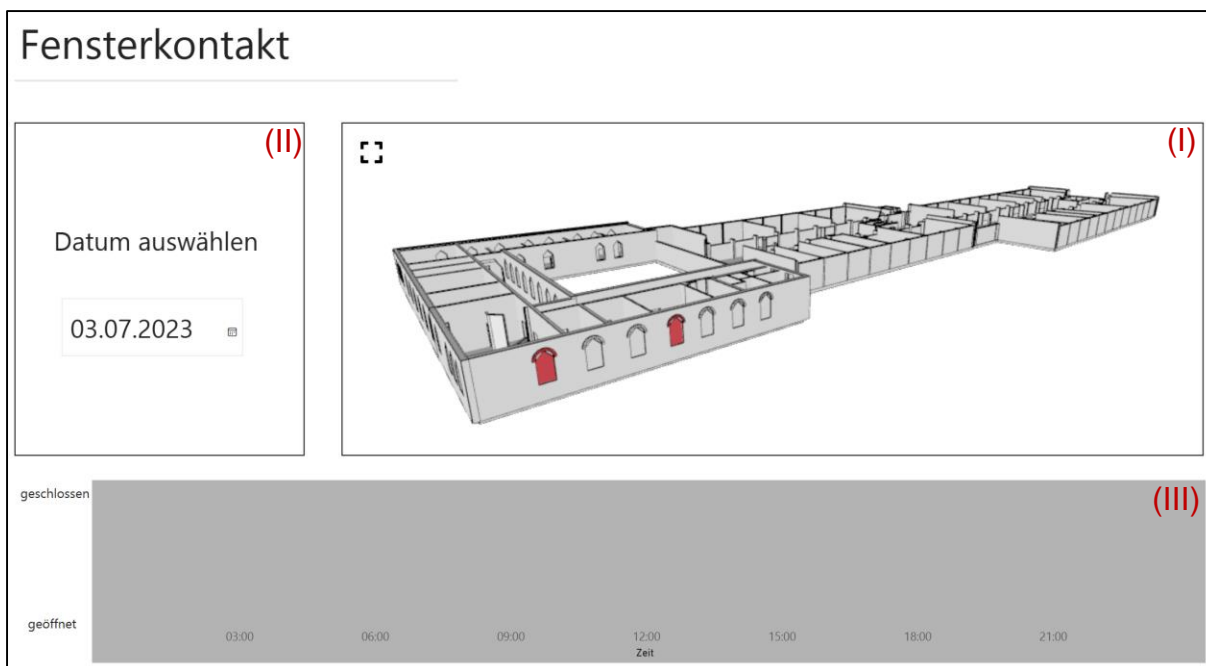 Fensterkontakt
(II)
Datum auswählen
03.07.2023
(I)
geschlossen
(III)
geöffnet
03:00 06:00 09:00 12:00 15:00 18:00 21:00
Zeit